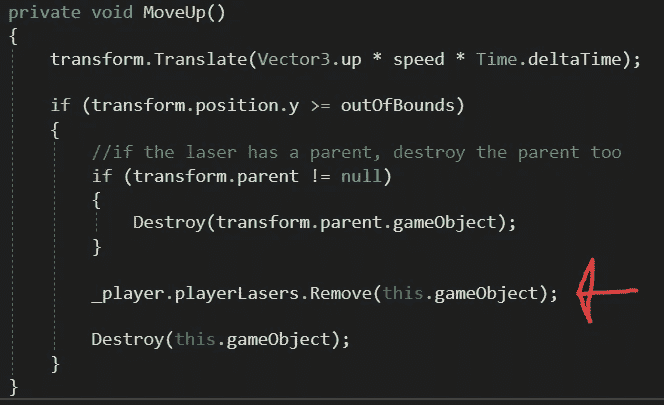 private void MoveUp()
{
transform.Translate(Vector3.up * speed * Time.deltaTime);
if (transform.position.y >= outOfBounds)
{
//if the laser has a parent, destroy the parent too
if (transform.parent != null)
{
Destroy(transform.parent.gameObject);
}
_player.playerLasers.Remove(this.gameObject);
Destroy(this.gameObject);
}
}